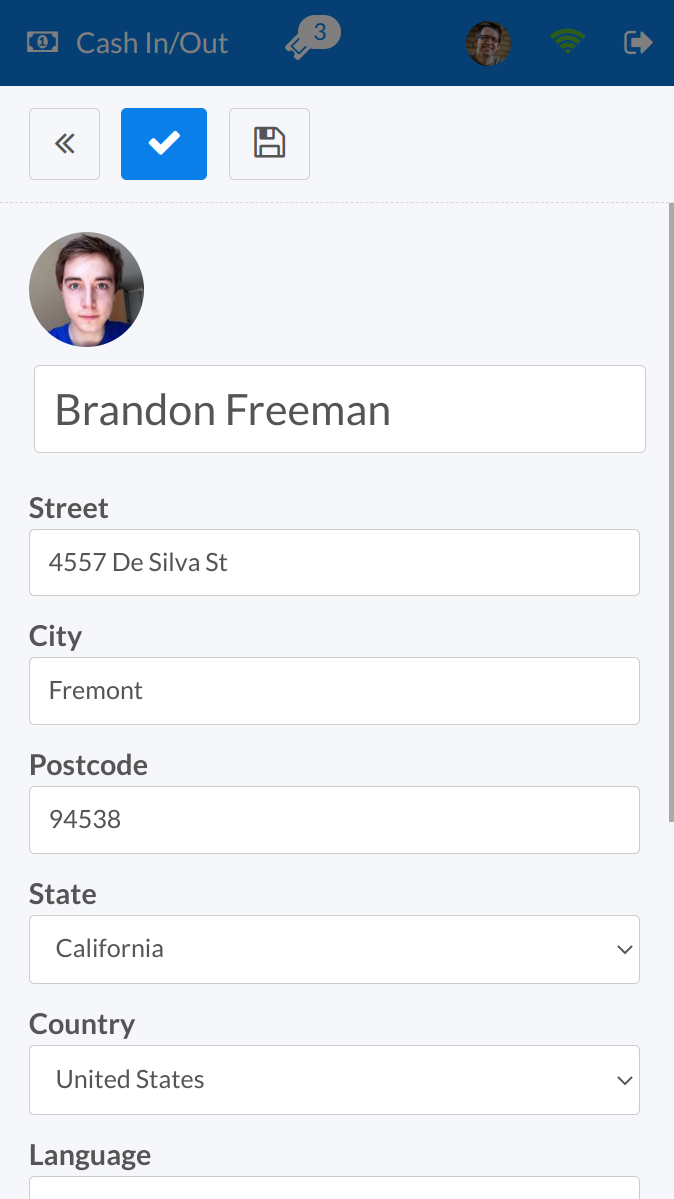 Cash In/Out
3
Brandon Freeman
Street
4557 De Silva St
City
Fremont
Postcode
94538
State
California
Country
United States
Language